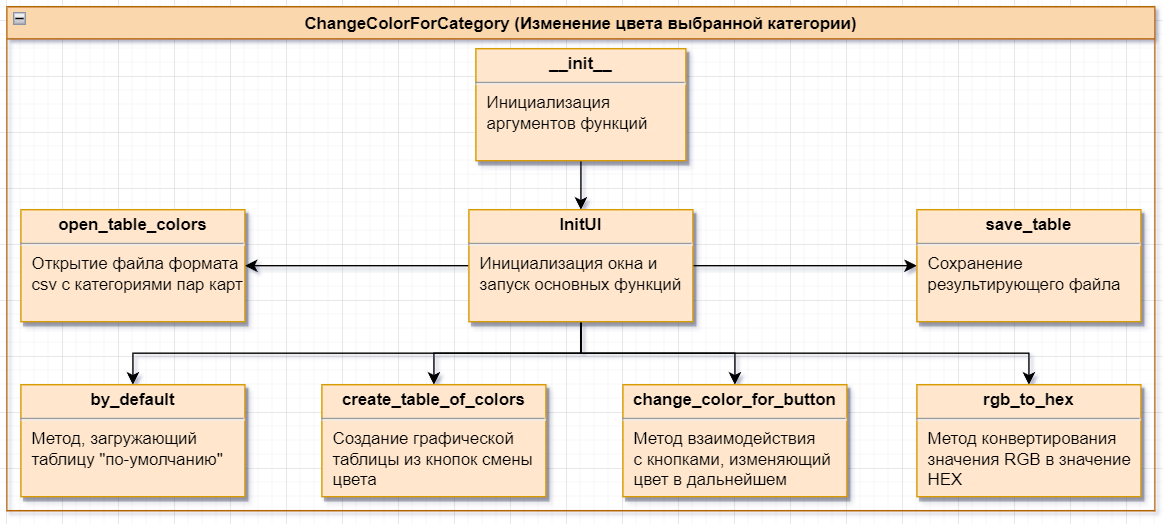 ChangeColorForCategory (Изменение цвета выбранной категории)
__init__
Инициализация
аргументов функций
open_table_colors
Открытие файла формата
csv с категориями пар карт
InitUI
Инициализация окна и
запуск основных функций
save_table
Сохранение
результирующего файла
by_default
Метод, загружающий
таблицу "по-умолчанию"
create_table_of_colors
Создание графической
таблицы из кнопок смены
цвета
change_color_for_button
Метод взаимодействия
с кнопками, изменяющий
цвет в дальнейшем
rgb_to_hex
Метод конвертирования
значения RGB в значение
HEX